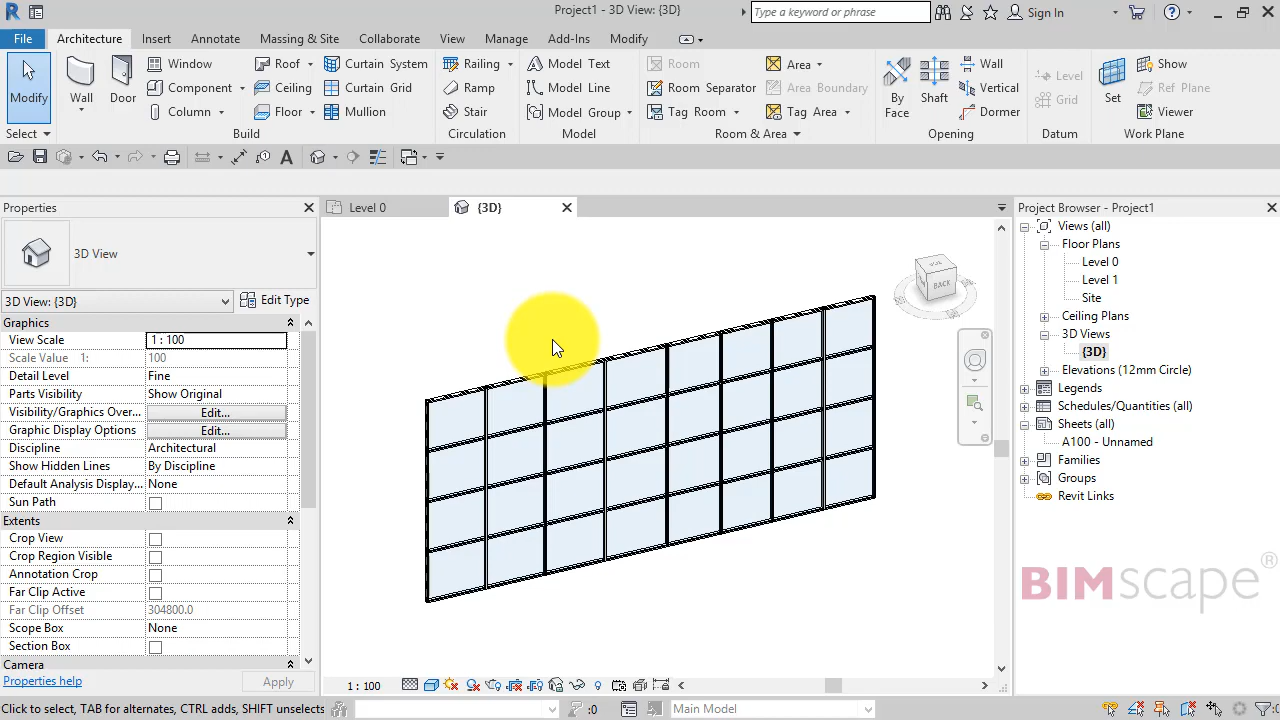 Project1 - 3D View: {3D}
Type a keyword or phrase
Sign In
File
Architecture
Insert
Annotate
Massing & Site
Collaborate
View
Manage
Add-Ins
Modify
Modify
Wall
Door
Window
Component
Column
Roof
Ceiling
Floor
Curtain System
Curtain Grid
Mullion
Railing
Ramp
Stair
Model Text
Model Line
Model Group
Room
Room Separator
Tag Room
Area
Area Boundary
Tag Area
By
Face
Shaft
Wall
Vertical
Dormer
Level
Grid
Set
Show
Ref Plane
Viewer
Select
Build
Circulation
Model
Room & Area
Opening
Datum
Work Plane
Properties
3D View
3D View: {3D}
Edit Type
Graphics
View Scale 1 : 100
Scale Value 1: 100
Detail Level Fine
Parts Visibility Show Original
Visibility/Graphics Over... Edit...
Graphic Display Options Edit...
Discipline Architectural
Show Hidden Lines By Discipline
Default Analysis Display... None
Sun Path
Extents
Crop View
Crop Region Visible
Annotation Crop
Far Clip Active
Far Clip Offset 304800.0
Scope Box None
Section Box
Camera
Properties help
Apply
Level 0
{3D}
BACK
1 : 100
Project Browser - Project1
Views (all)
Floor Plans
Level 0
Level 1
Site
Ceiling Plans
3D Views
{3D}
Elevations (12mm Circle)
Legends
Schedules/Quantities (all)
Sheets (all)
A100 - Unnamed
Families
Groups
Revit Links
BIMscape®
Click to select, TAB for alternates, CTRL adds, SHIFT unselects
:0
Main Model
:0